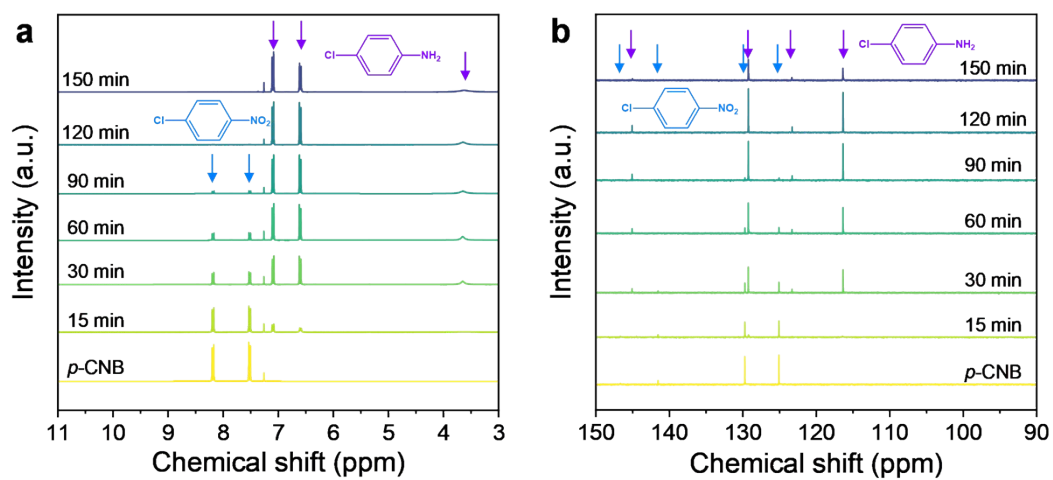 a
Cl NH₂
150 min
Cl NO₂
120 min
90 min
60 min
30 min
15 min
p-CNB
Intensity (a.u.)
11 10 9 8 7 6 5 4 3
Chemical shift (ppm)
b
Cl NH₂
150 min
Cl NO₂
120 min
90 min
60 min
30 min
15 min
p-CNB
Intensity (a.u.)
150 140 130 120 110 100 90
Chemical shift (ppm)